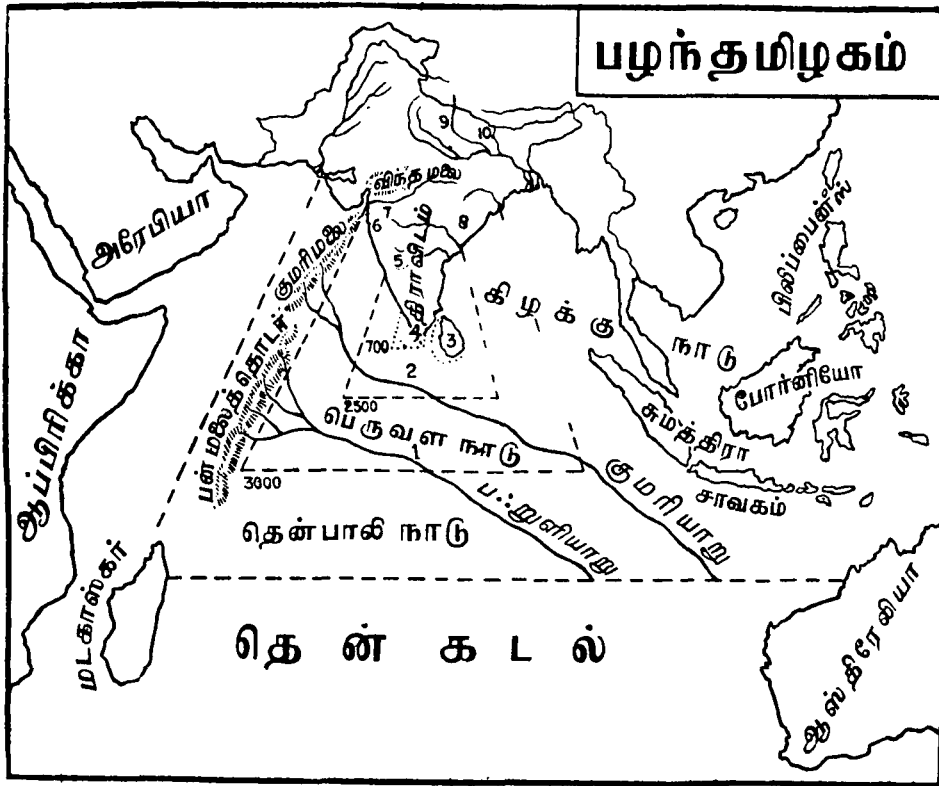 பழந்தமிழகம்
9
10
விந்தமலை
அரேபியா
குமரிமலை
6
7
8
5
திராவிடம்
கிழக்கு
நாடு
பிலிப்பைன்ஸ்
4
3
700
2
2500
பன்மலைத்தொடர்
ஆப்பிரிக்கா
போர்னியோ
சுமத்திரா
சாவகம்
பெருவள நாடு
1
3000
தென்பாலி நாடு
பஃறுளியாறு
குமரியாறு
மடகாஸ்கர்
தென் கடல்
ஆஸ்திரேலியா